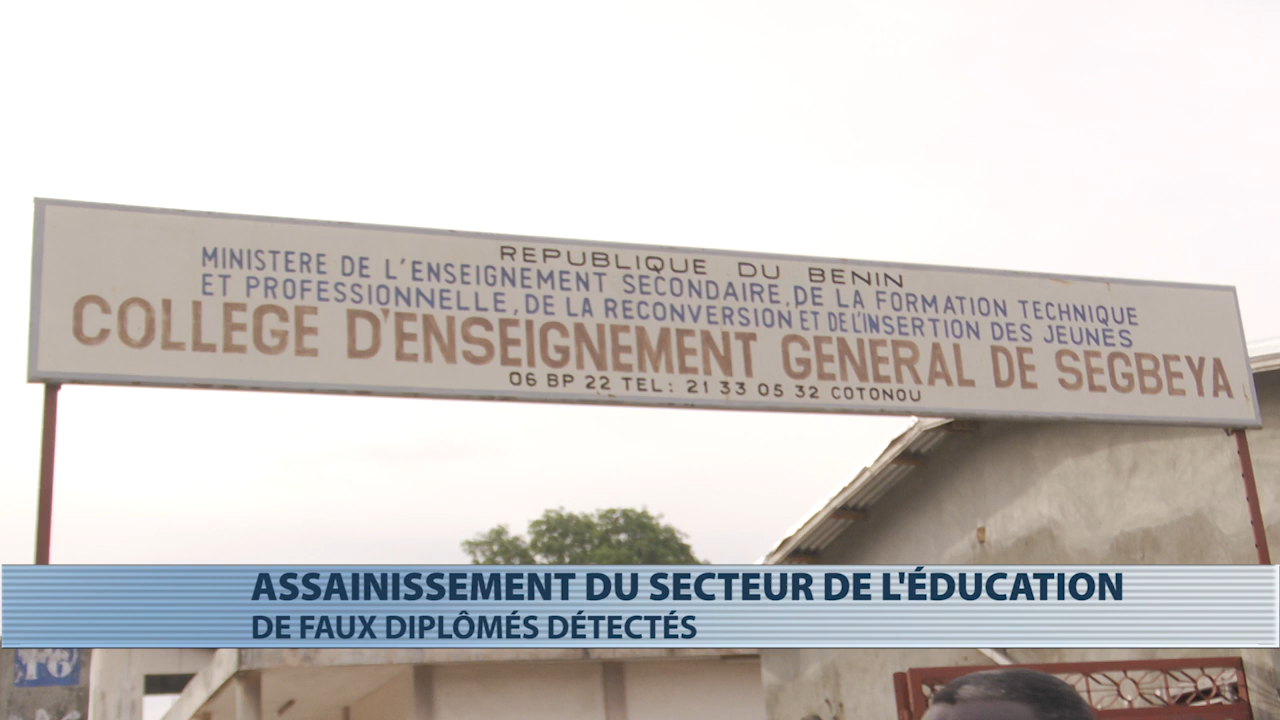 REPUBLIQUE DU BENIN
MINISTERE DE L'ENSEIGNEMENT SECONDAIRE, DE LA FORMATION TECHNIQUE
ET PROFESSIONNELLE, DE LA RECONVERSION ET DE L'INSERTION DES JEUNES
COLLEGE D'ENSEIGNEMENT GENERAL DE SEGBEYA
06 BP 22 TEL: 21 33 05 32 COTONOU
ASSAINISSEMENT DU SECTEUR DE L'ÉDUCATION
DE FAUX DIPLÔMÉS DÉTECTÉS